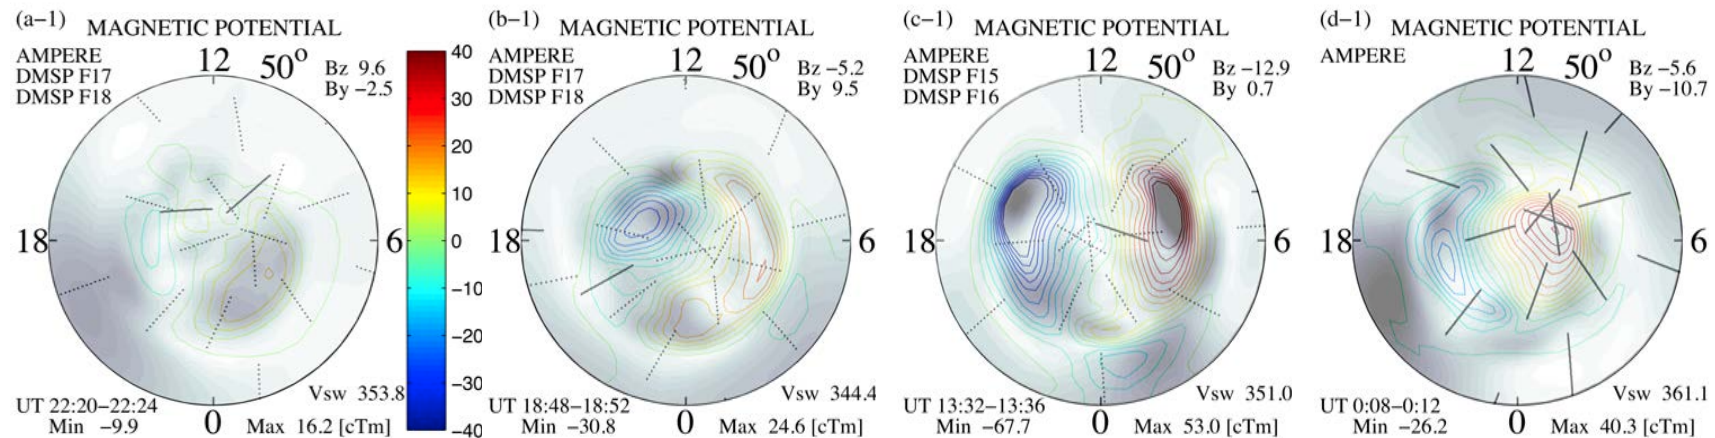 (a-1)
MAGNETIC POTENTIAL
AMPERE
DMSP F17
DMSP F18
12 50o
Bz 9.6
By -2.5
18
6
0
UT 22:20-22:24
Min -9.9
Vsw 353.8
Max 16.2 [cTm]
40
30
20
10
0
-10
-20
-30
-40
(b-1)
MAGNETIC POTENTIAL
AMPERE
DMSP F17
DMSP F18
12 50o
Bz -5.2
By 9.5
18
6
0
UT 18:48-18:52
Min -30.8
Vsw 344.4
Max 24.6 [cTm]
(c-1)
MAGNETIC POTENTIAL
AMPERE
DMSP F15
DMSP F16
12 50o
Bz -12.9
By 0.7
18
6
0
UT 13:32-13:36
Min -67.7
Vsw 351.0
Max 53.0 [cTm]
(d-1)
MAGNETIC POTENTIAL
AMPERE
12 50o
Bz -5.6
By -10.7
18
6
0
UT 0:08-0:12
Min -26.2
Vsw 361.1
Max 40.3 [cTm]